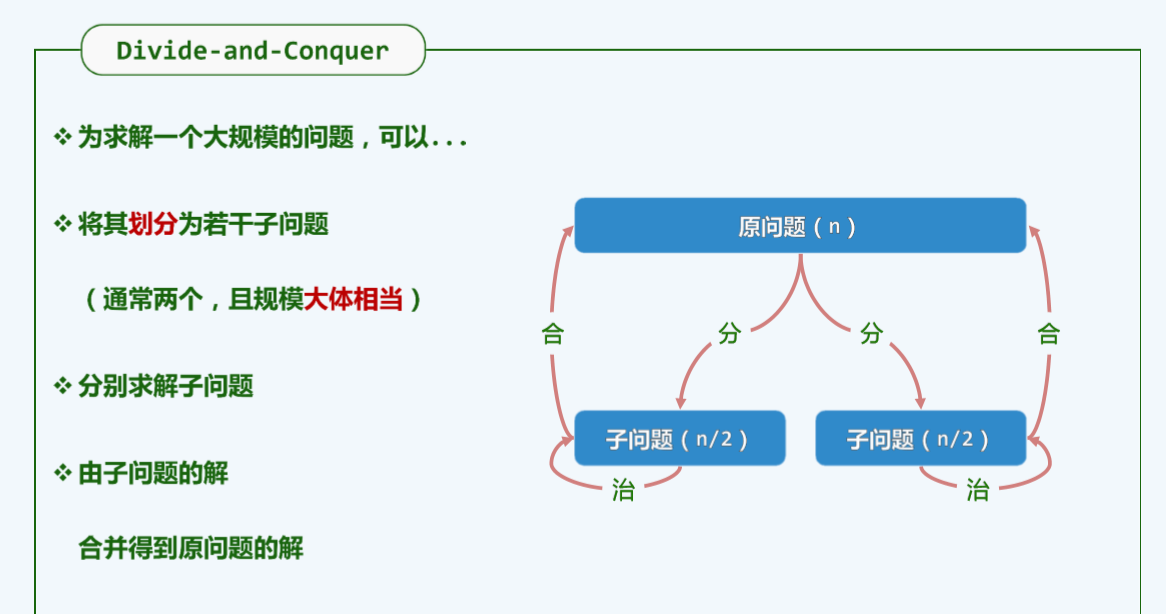 Divide-and-Conquer
❖ 为求解一个大规模的问题，可以...
❖ 将其划分为若干子问题
（通常两个，且规模大体相当）
❖ 分别求解子问题
❖ 由子问题的解
合并得到原问题的解
原问题（n）
合
分
分
合
子问题（n/2）
子问题（n/2）
治
治